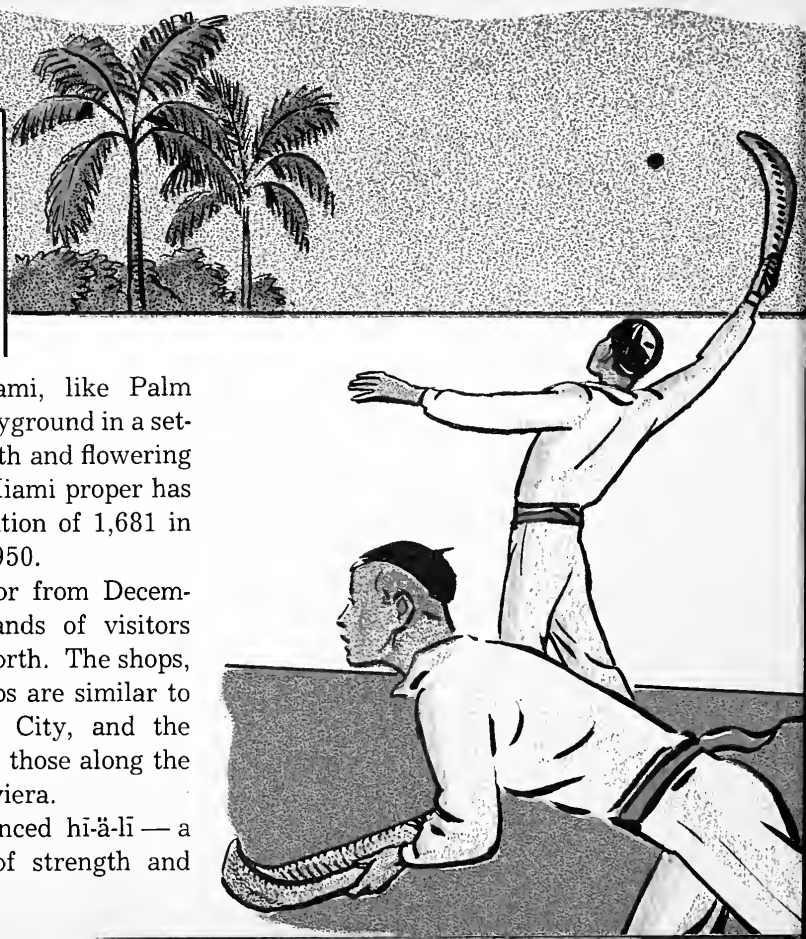 ami, like Palm
yground in a set-
th and flowering
iami proper has
tion of 1,681 in
950.
or from Decem-
ands of visitors
orth. The shops,
ps are similar to
City, and the
those along the
viera.
nced hī-ä-lī — a
of strength and